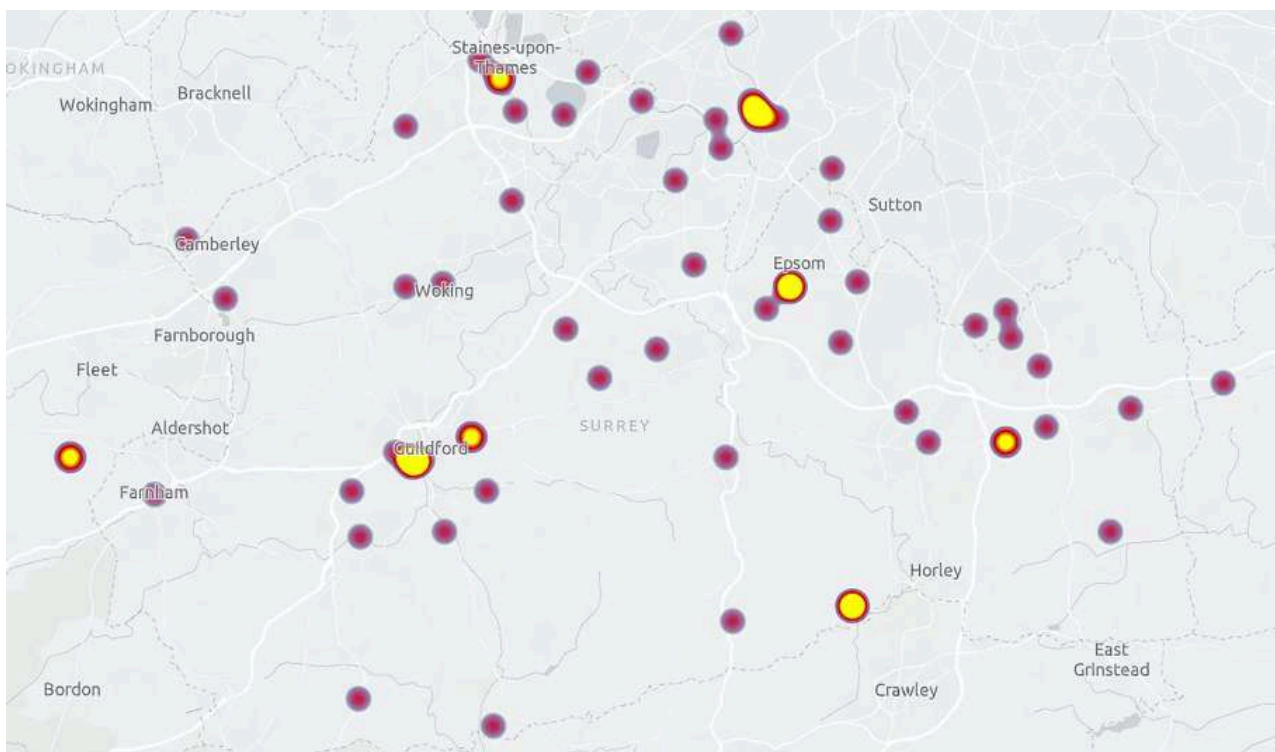 Staines-upon-
Thames
OKINGHAM
Bracknell
Wokingham
Sutton
Camberley
Epsom
Woking
Farnborough
Fleet
SURREY
Aldershot
Guildford
Farnham
Horley
East
Grinstead
Bordon
Crawley